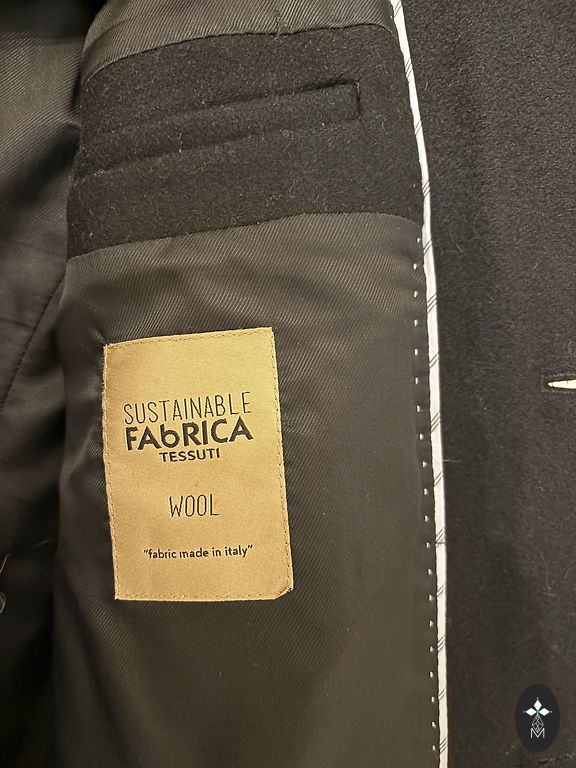 SUSTAINABLE
FAbRICA
TESSUTI
WOOL
"fabric made in italy"
M